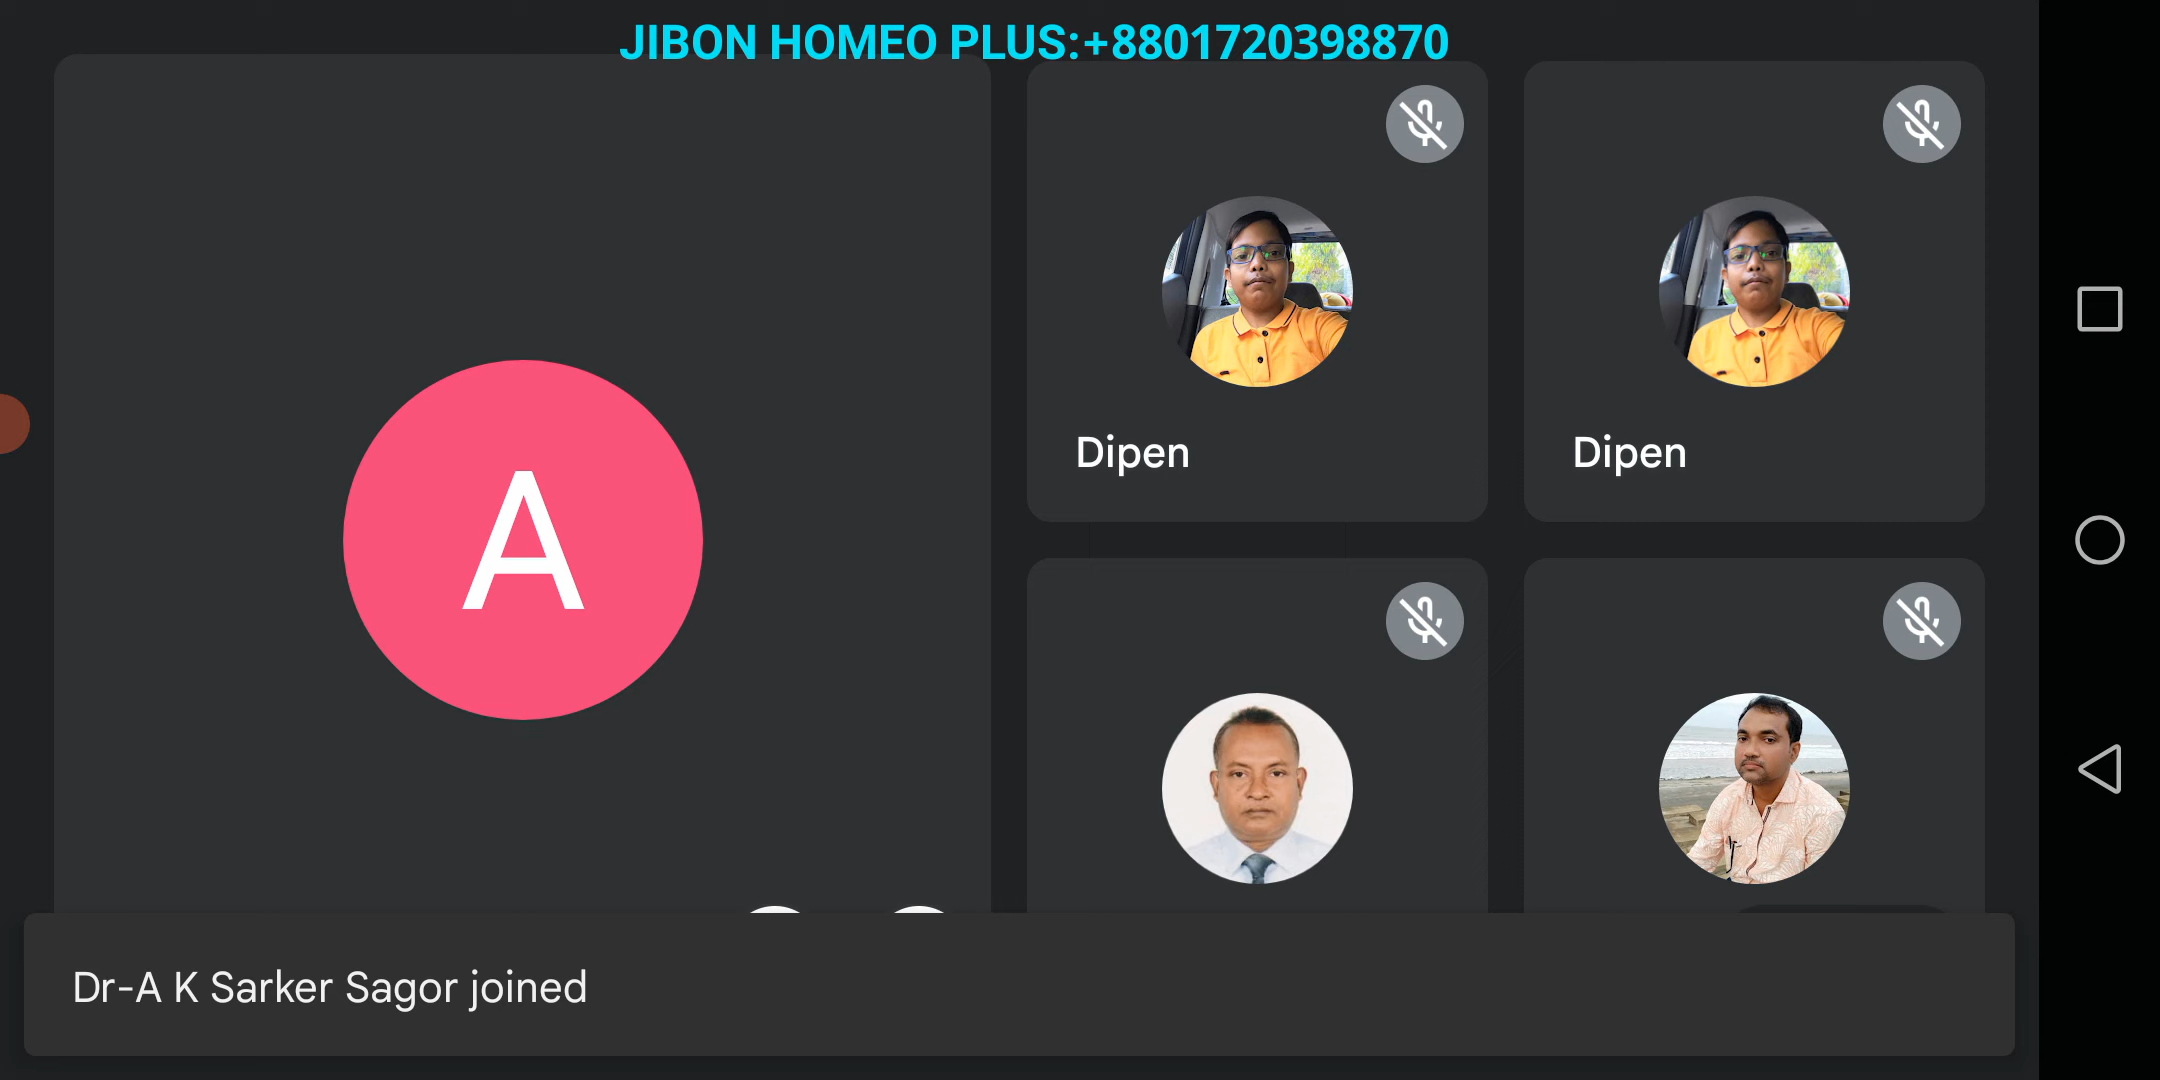 JIBON HOMEO PLUS:+8801720398870
A
Dipen
Dipen
Dr-A K Sarker Sagor joined